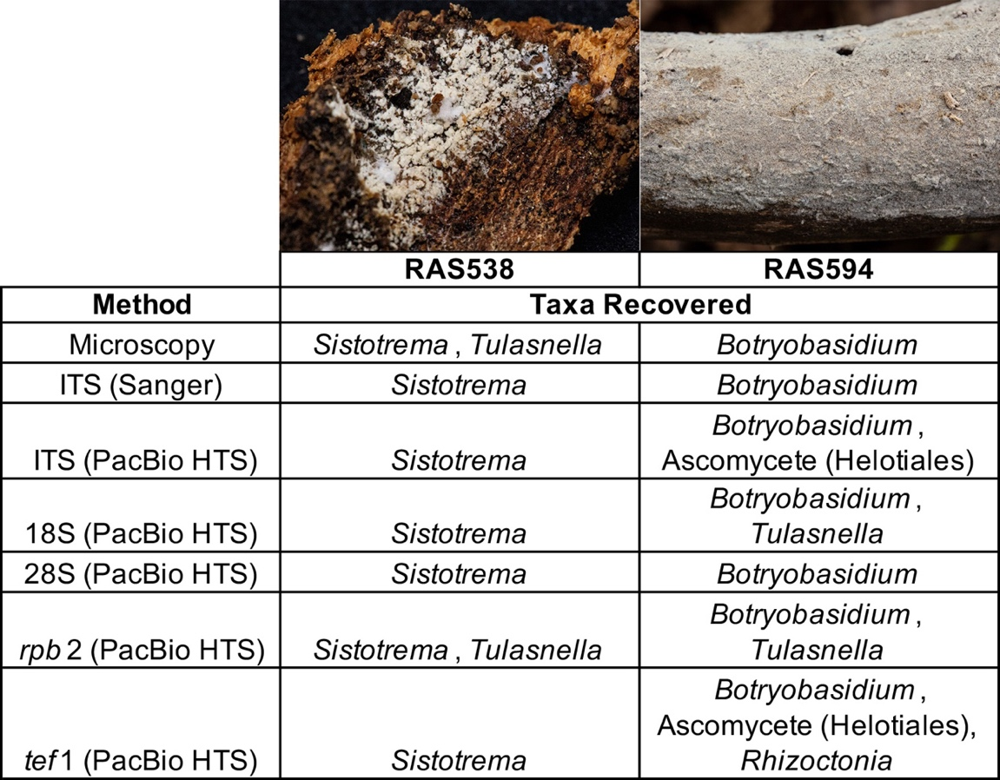 RAS538 RAS594
Method Taxa Recovered
Microscopy Sistotrema , Tulasnella Botryobasidium
ITS (Sanger) Sistotrema Botryobasidium
Botryobasidium ,
ITS (PacBio HTS) Sistotrema Ascomycete (Helotiales)
Botryobasidium ,
18S (PacBio HTS) Sistotrema Tulasnella
28S (PacBio HTS) Sistotrema Botryobasidium
Botryobasidium ,
rpb 2 (PacBio HTS) Sistotrema , Tulasnella Tulasnella
Botryobasidium ,
Ascomycete (Helotiales),
tef 1 (PacBio HTS) Sistotrema Rhizoctonia